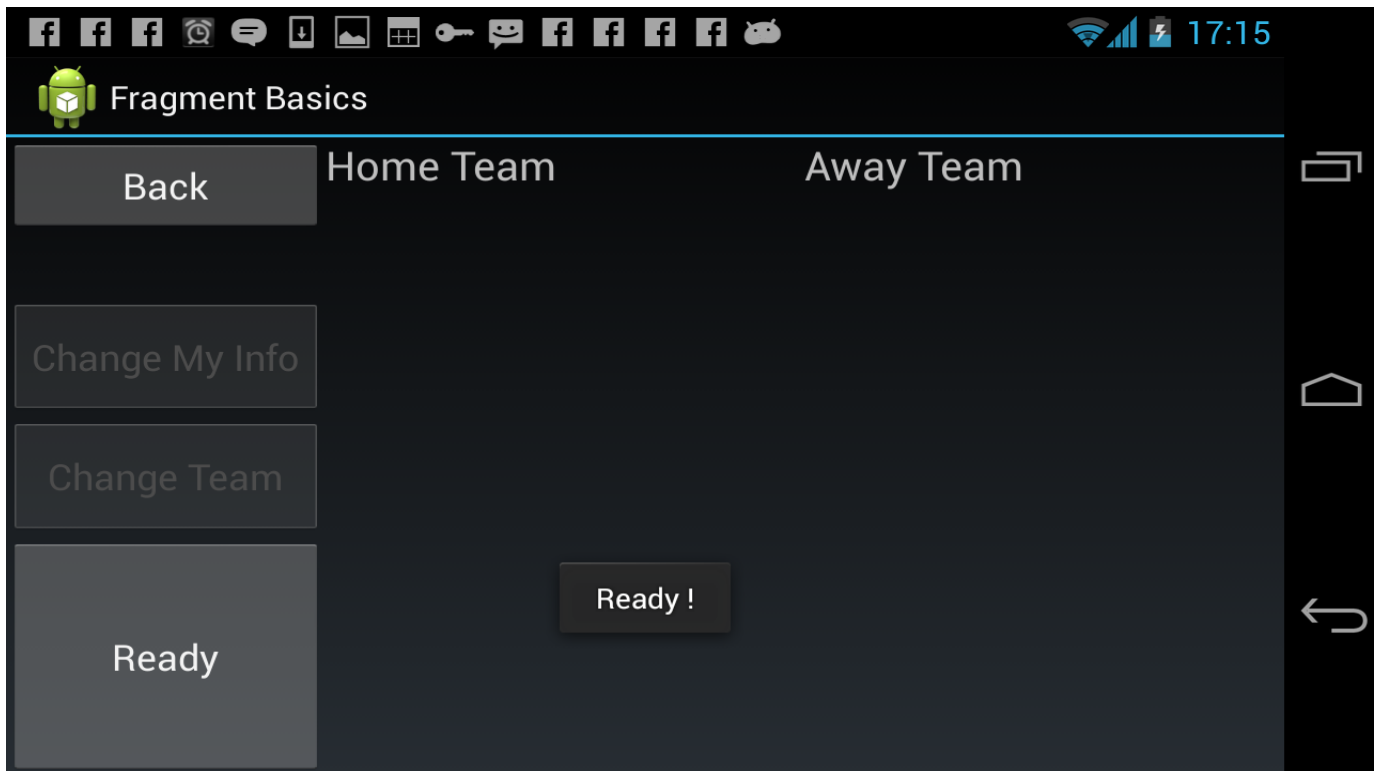 17:15
Fragment Basics
Back
Home Team
Away Team
Change My Info
Change Team
Ready !
Ready